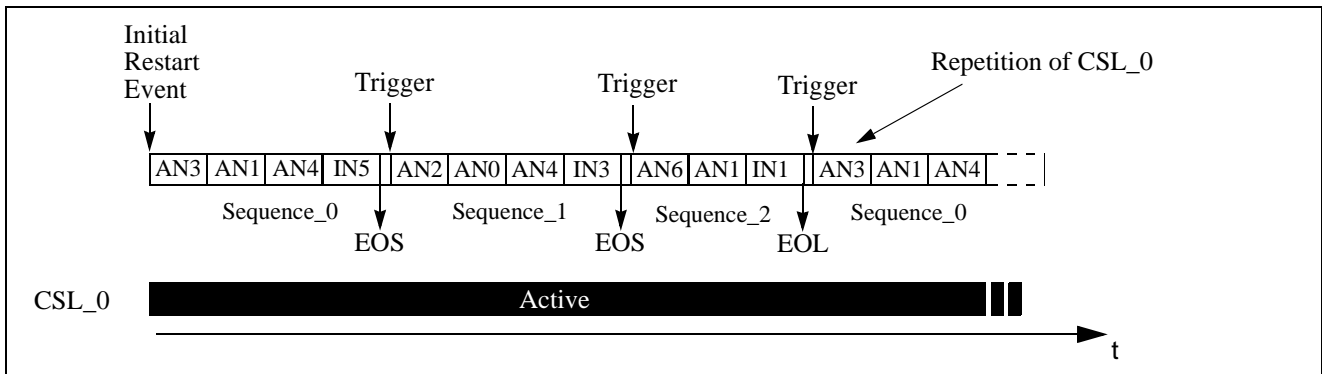 Initial
Restart
Event
Trigger
Trigger
Trigger
Repetition of CSL_0
AN3 AN1 AN4 IN5 AN2 AN0 AN4 IN3 AN6 AN1 IN1 AN3 AN1 AN4
Sequence_0 Sequence_1 Sequence_2 Sequence_0
EOS EOS EOL
CSL_0 Active
t